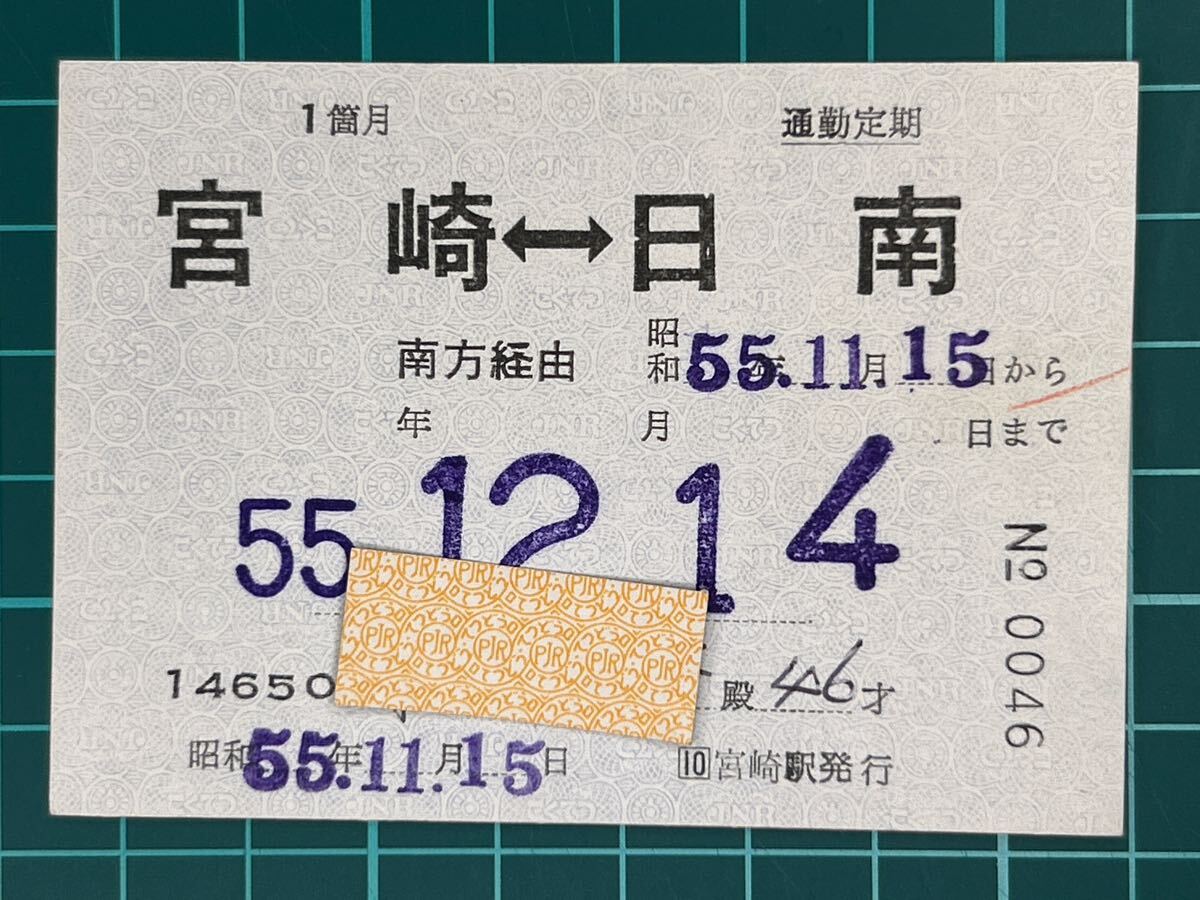 1箇月 通勤定期
宮崎↔日南
南方経由 昭和55年.11月.15日から
年 月 日まで
55 12 14
14650 殿 46才
昭和55年.11.月15日 10宮崎駅発行
№ 0046